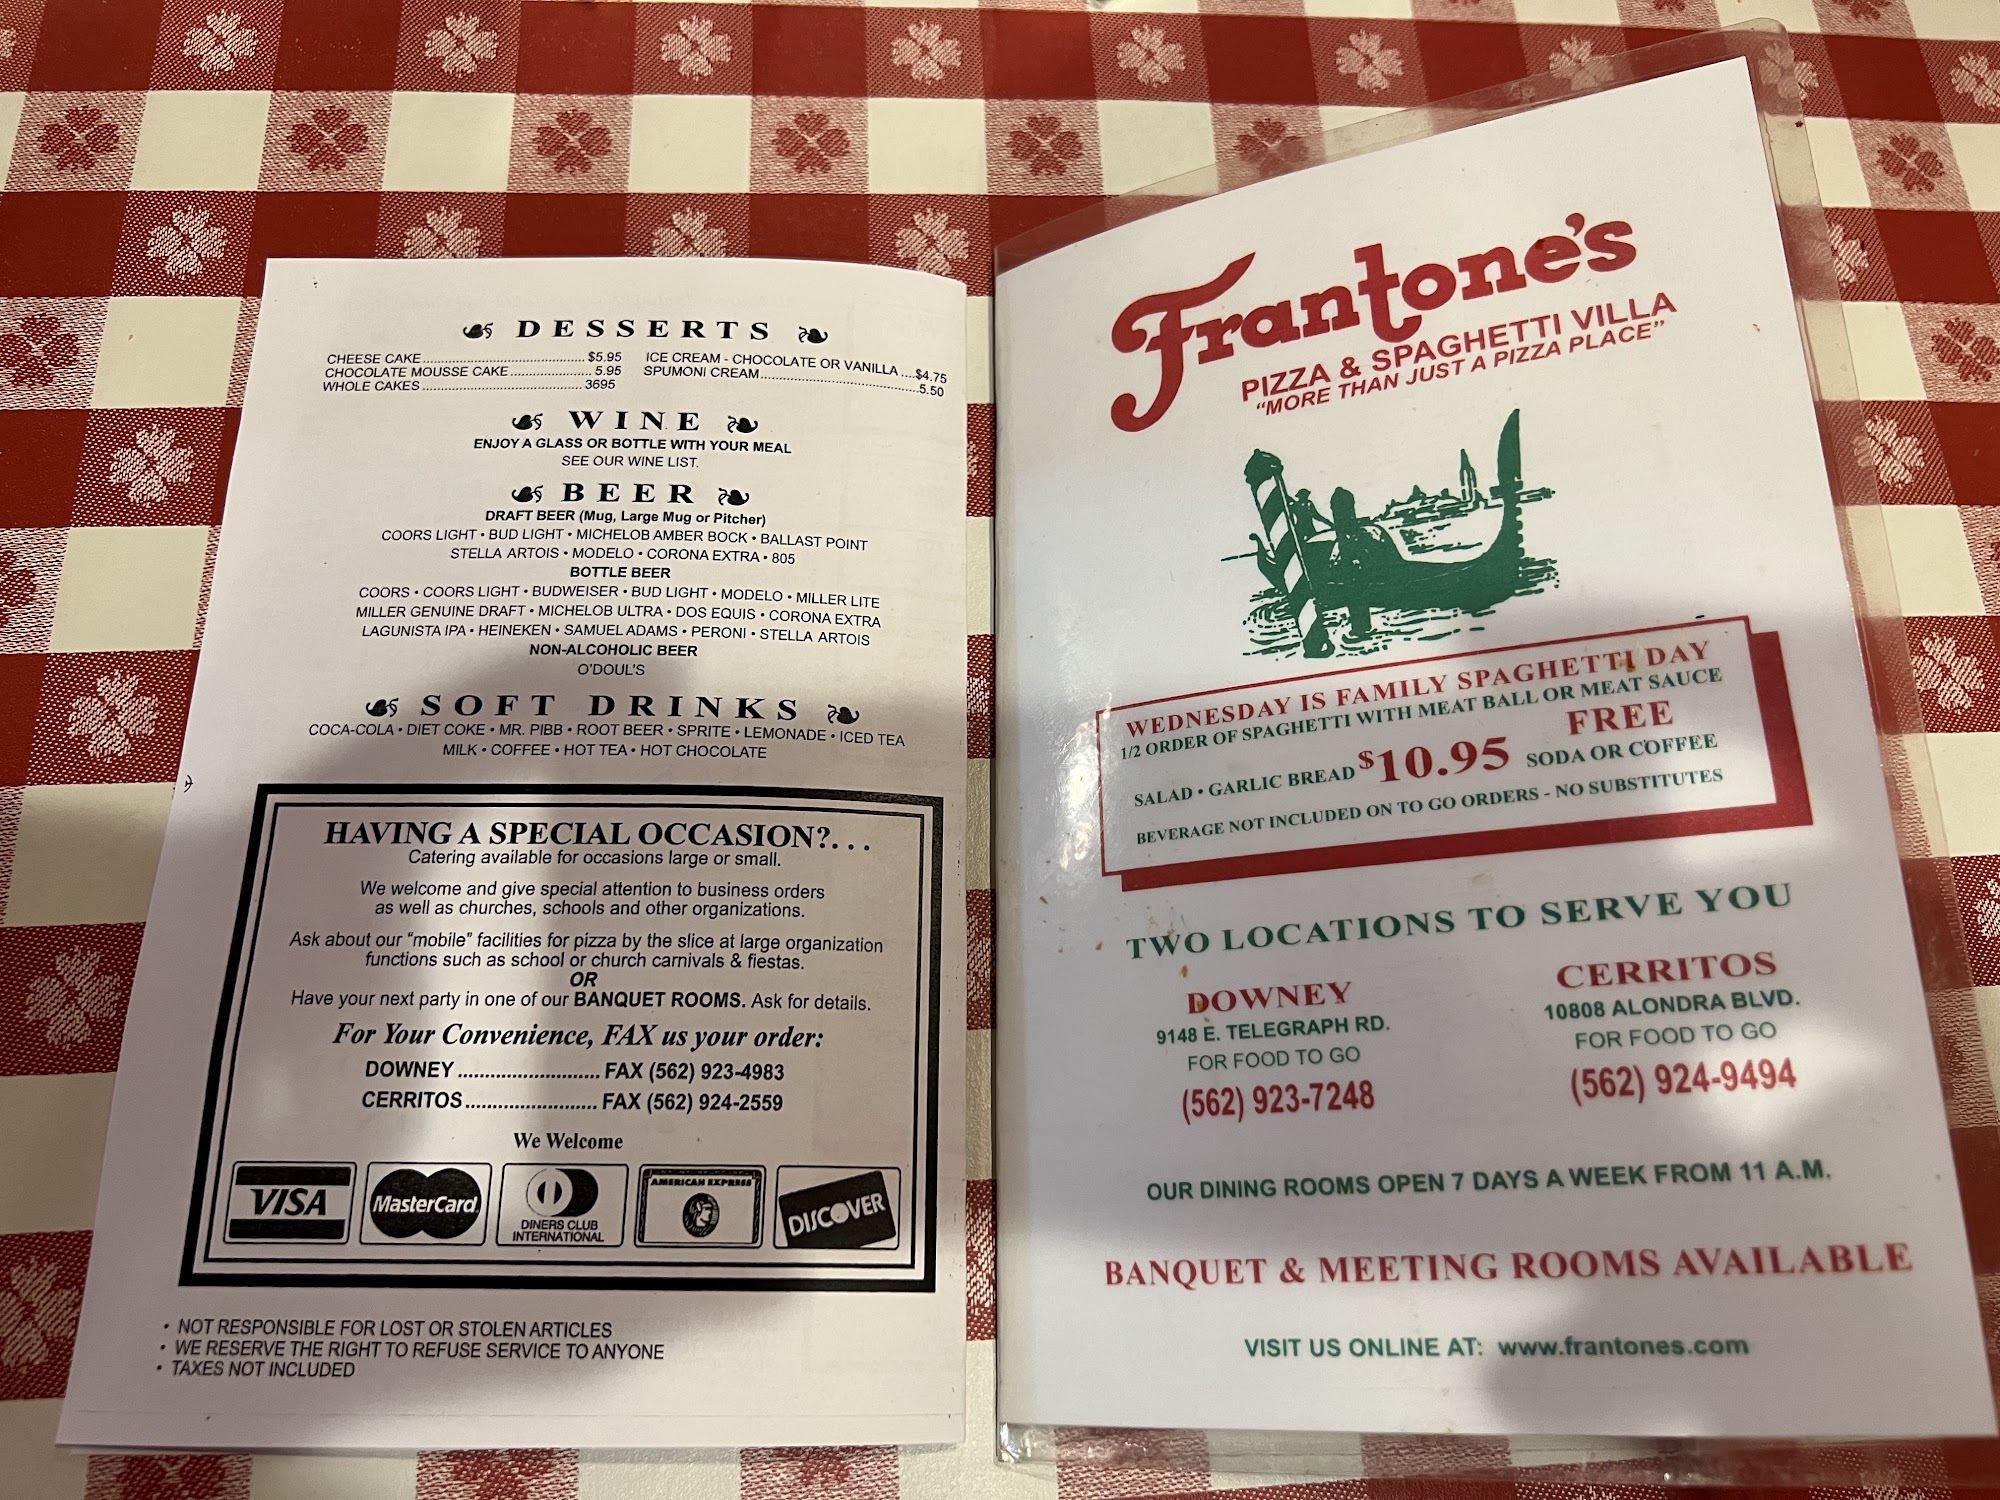 DESSERTS
CHEESE CAKE ........ $5.95
CHOCOLATE MOUSSE CAKE ........ 5.95
WHOLE CAKES ........ 3695
ICE CREAM - CHOCOLATE OR VANILLA ....$4.75
SPUMONI CREAM ........ 5.50
WINE
ENJOY A GLASS OR BOTTLE WITH YOUR MEAL
SEE OUR WINE LIST.
BEER
DRAFT BEER (Mug, Large Mug or Pitcher)
COORS LIGHT • BUD LIGHT • MICHELOB AMBER BOCK • BALLAST POINT
STELLA ARTOIS • MODELO • CORONA EXTRA • 805
BOTTLE BEER
COORS • COORS LIGHT • BUDWEISER • BUD LIGHT • MODELO • MILLER LITE
MILLER GENUINE DRAFT • MICHELOB ULTRA • DOS EQUIS • CORONA EXTRA
LAGUNISTA IPA • HEINEKEN • SAMUEL ADAMS • PERONI • STELLA ARTOIS
NON-ALCOHOLIC BEER
O'DOUL'S
SOFT DRINKS
COCA-COLA • DIET COKE • MR. PIBB • ROOT BEER • SPRITE • LEMONADE • ICED TEA
MILK • COFFEE • HOT TEA • HOT CHOCOLATE
HAVING A SPECIAL OCCASION?. . .
Catering available for occasions large or small.
We welcome and give special attention to business orders
as well as churches, schools and other organizations.
Ask about our "mobile" facilities for pizza by the slice at large organization
functions such as school or church carnivals & fiestas.
OR
Have your next party in one of our BANQUET ROOMS. Ask for details.
For Your Convenience, FAX us your order:
DOWNEY ........ FAX (562) 923-4983
CERRITOS ........ FAX (562) 924-2559
We Welcome
VISA
MasterCard
DINERS CLUB
INTERNATIONAL
AMERICAN EXPRESS
DISCOVER
• NOT RESPONSIBLE FOR LOST OR STOLEN ARTICLES
• WE RESERVE THE RIGHT TO REFUSE SERVICE TO ANYONE
• TAXES NOT INCLUDED
Frantone's
PIZZA & SPAGHETTI VILLA
"MORE THAN JUST A PIZZA PLACE"
WEDNESDAY IS FAMILY SPAGHETTI DAY
1/2 ORDER OF SPAGHETTI WITH MEAT BALL OR MEAT SAUCE
SALAD • GARLIC BREAD $10.95 FREE
SODA OR COFFEE
BEVERAGE NOT INCLUDED ON TO GO ORDERS - NO SUBSTITUTES
TWO LOCATIONS TO SERVE YOU
DOWNEY
9148 E. TELEGRAPH RD.
FOR FOOD TO GO
(562) 923-7248
CERRITOS
10808 ALONDRA BLVD.
FOR FOOD TO GO
(562) 924-9494
OUR DINING ROOMS OPEN 7 DAYS A WEEK FROM 11 A.M.
BANQUET & MEETING ROOMS AVAILABLE
VISIT US ONLINE AT: www.frantones.com